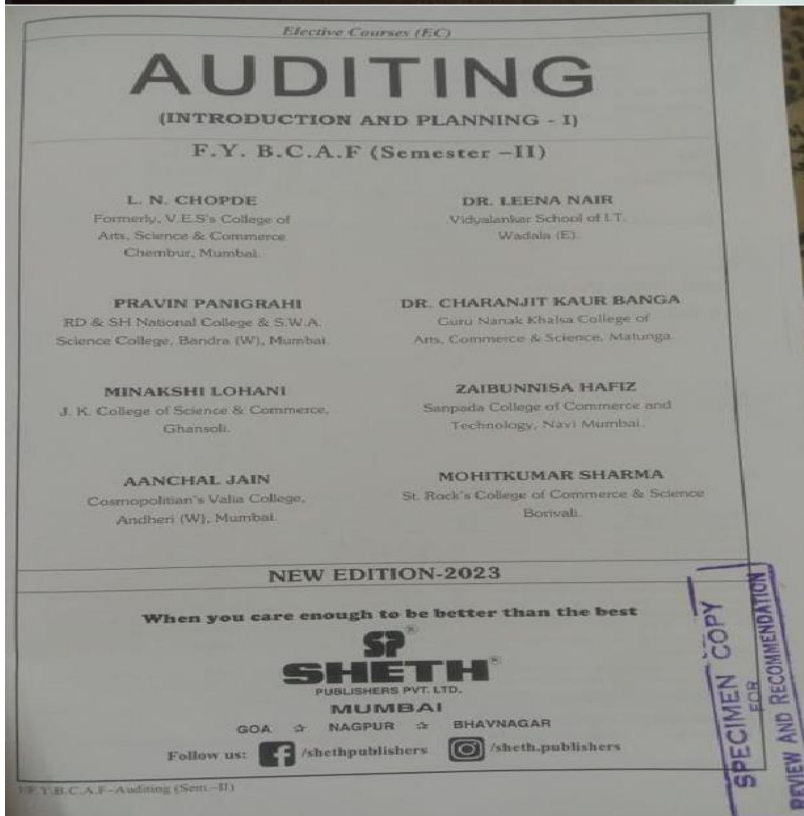 Elective Courses (EC)
AUDITING
(INTRODUCTION AND PLANNING - I)
F.Y. B.C.A.F (Semester –II)
L. N. CHOPDE
Formerly, V.E.S's College of
Arts, Science & Commerce
Chembur, Mumbai.
DR. LEENA NAIR
Vidyalankar School of I.T.
Wadala (E).
PRAVIN PANIGRAHI
RD & SH National College & S.W.A.
Science College, Bandra (W), Mumbai.
DR. CHARANJIT KAUR BANGA
Guru Nanak Khalsa College of
Arts, Commerce & Science, Matunga.
MINAKSHI LOHANI
J. K. College of Science & Commerce,
Ghansoli.
ZAIBUNNISA HAFIZ
Sanpada College of Commerce and
Technology, Navi Mumbai.
AANCHAL JAIN
Cosmopolitian's Valia College,
Andheri (W), Mumbai.
MOHITKUMAR SHARMA
St. Rock's College of Commerce & Science
Borivali.
NEW EDITION-2023
When you care enough to be better than the best
SP®
SHETH®
PUBLISHERS PVT. LTD.
MUMBAI
GOA ☆ NAGPUR ☆ BHAVNAGAR
Follow us: /shethpublishers /sheth.publishers
SPECIMEN COPY
FOR
REVIEW AND RECOMMENDATION
F.Y.B.C.A.F–Auditing (Sem.–II)